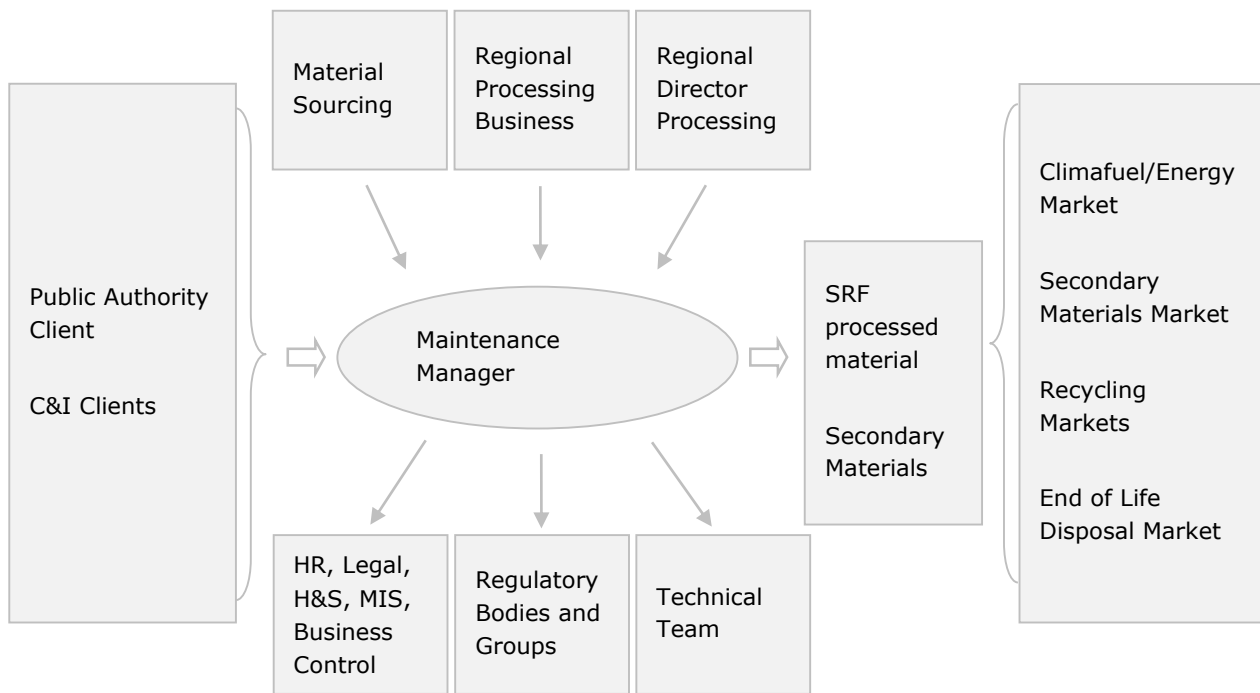 Material
Sourcing
Regional
Processing
Business
Regional
Director
Processing
Public Authority
Client
C&I Clients
Maintenance
Manager
SRF
processed
material
Secondary
Materials
Climafuel/Energy
Market
Secondary
Materials Market
Recycling
Markets
End of Life
Disposal Market
HR, Legal,
H&S, MIS,
Business
Control
Regulatory
Bodies and
Groups
Technical
Team